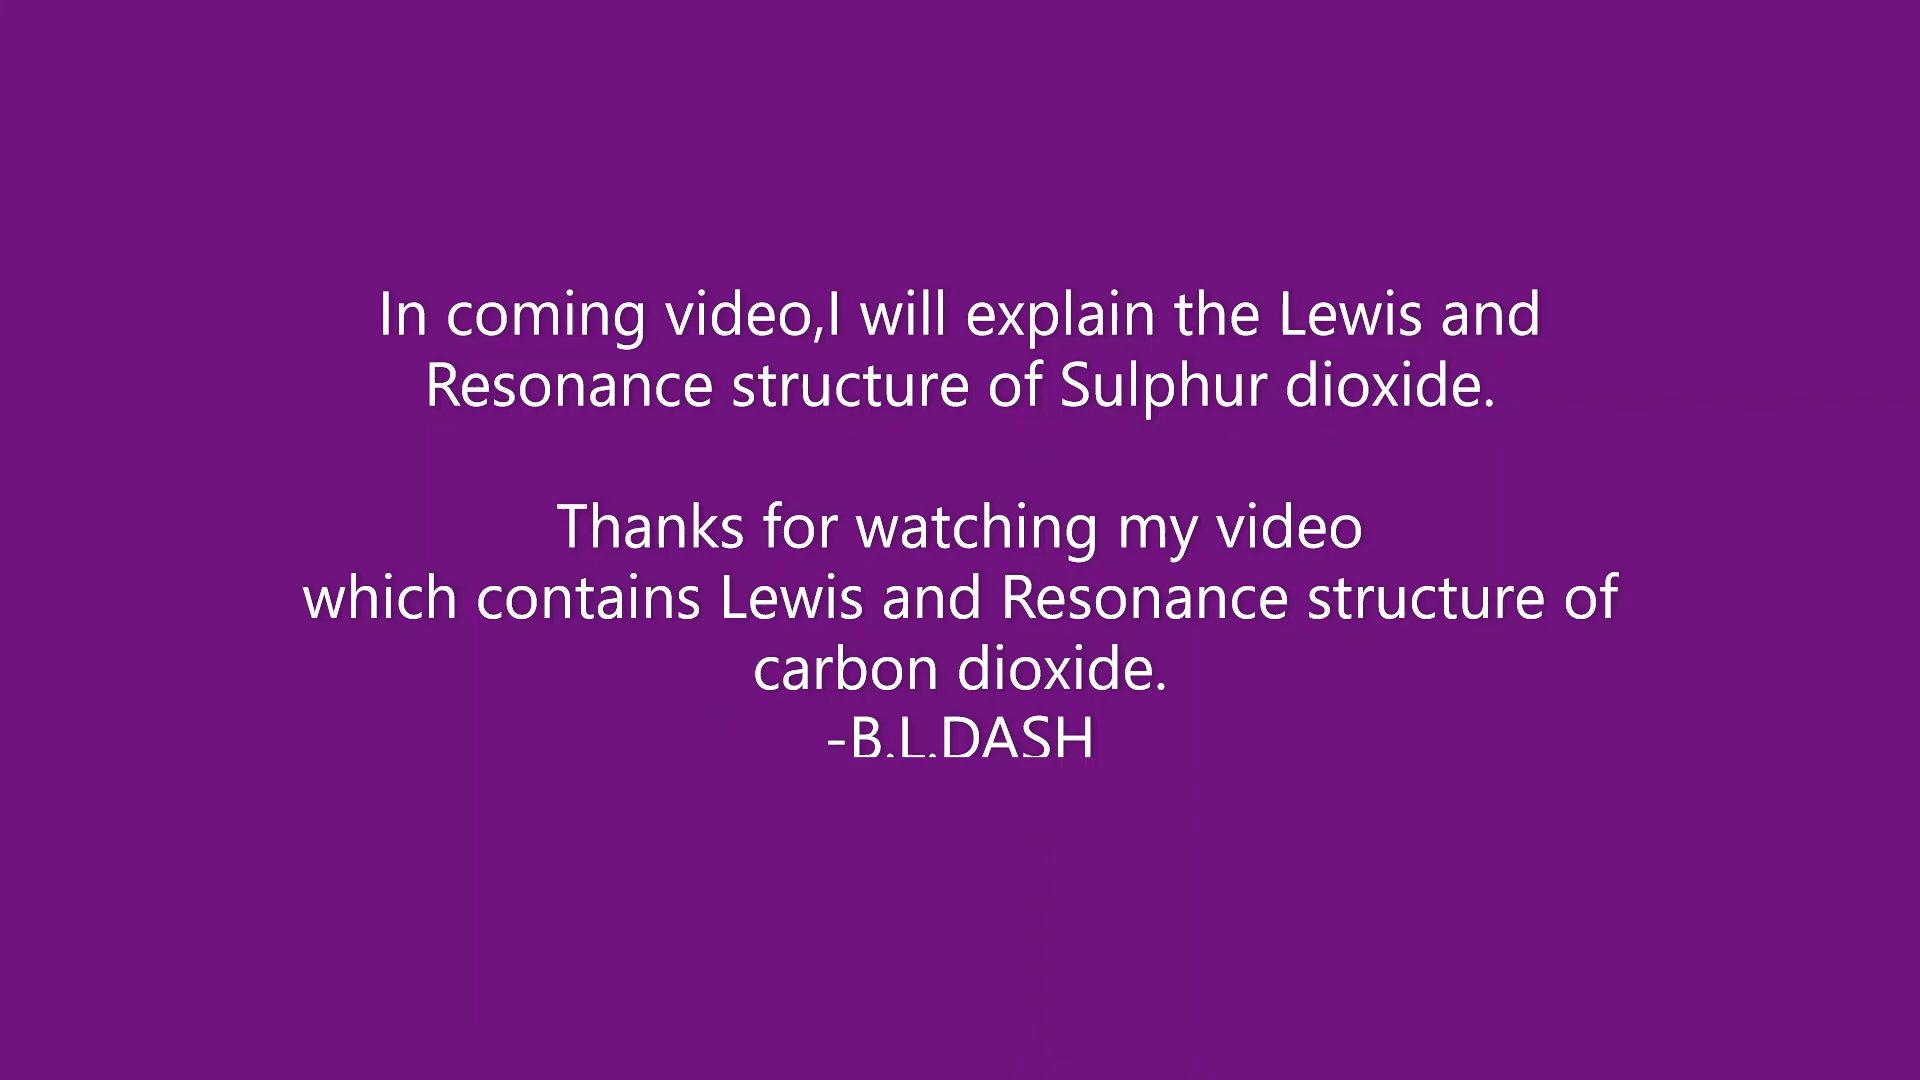 In coming video,I will explain the Lewis and
Resonance structure of Sulphur dioxide.
Thanks for watching my video
which contains Lewis and Resonance structure of
carbon dioxide.
-B.L.DASH